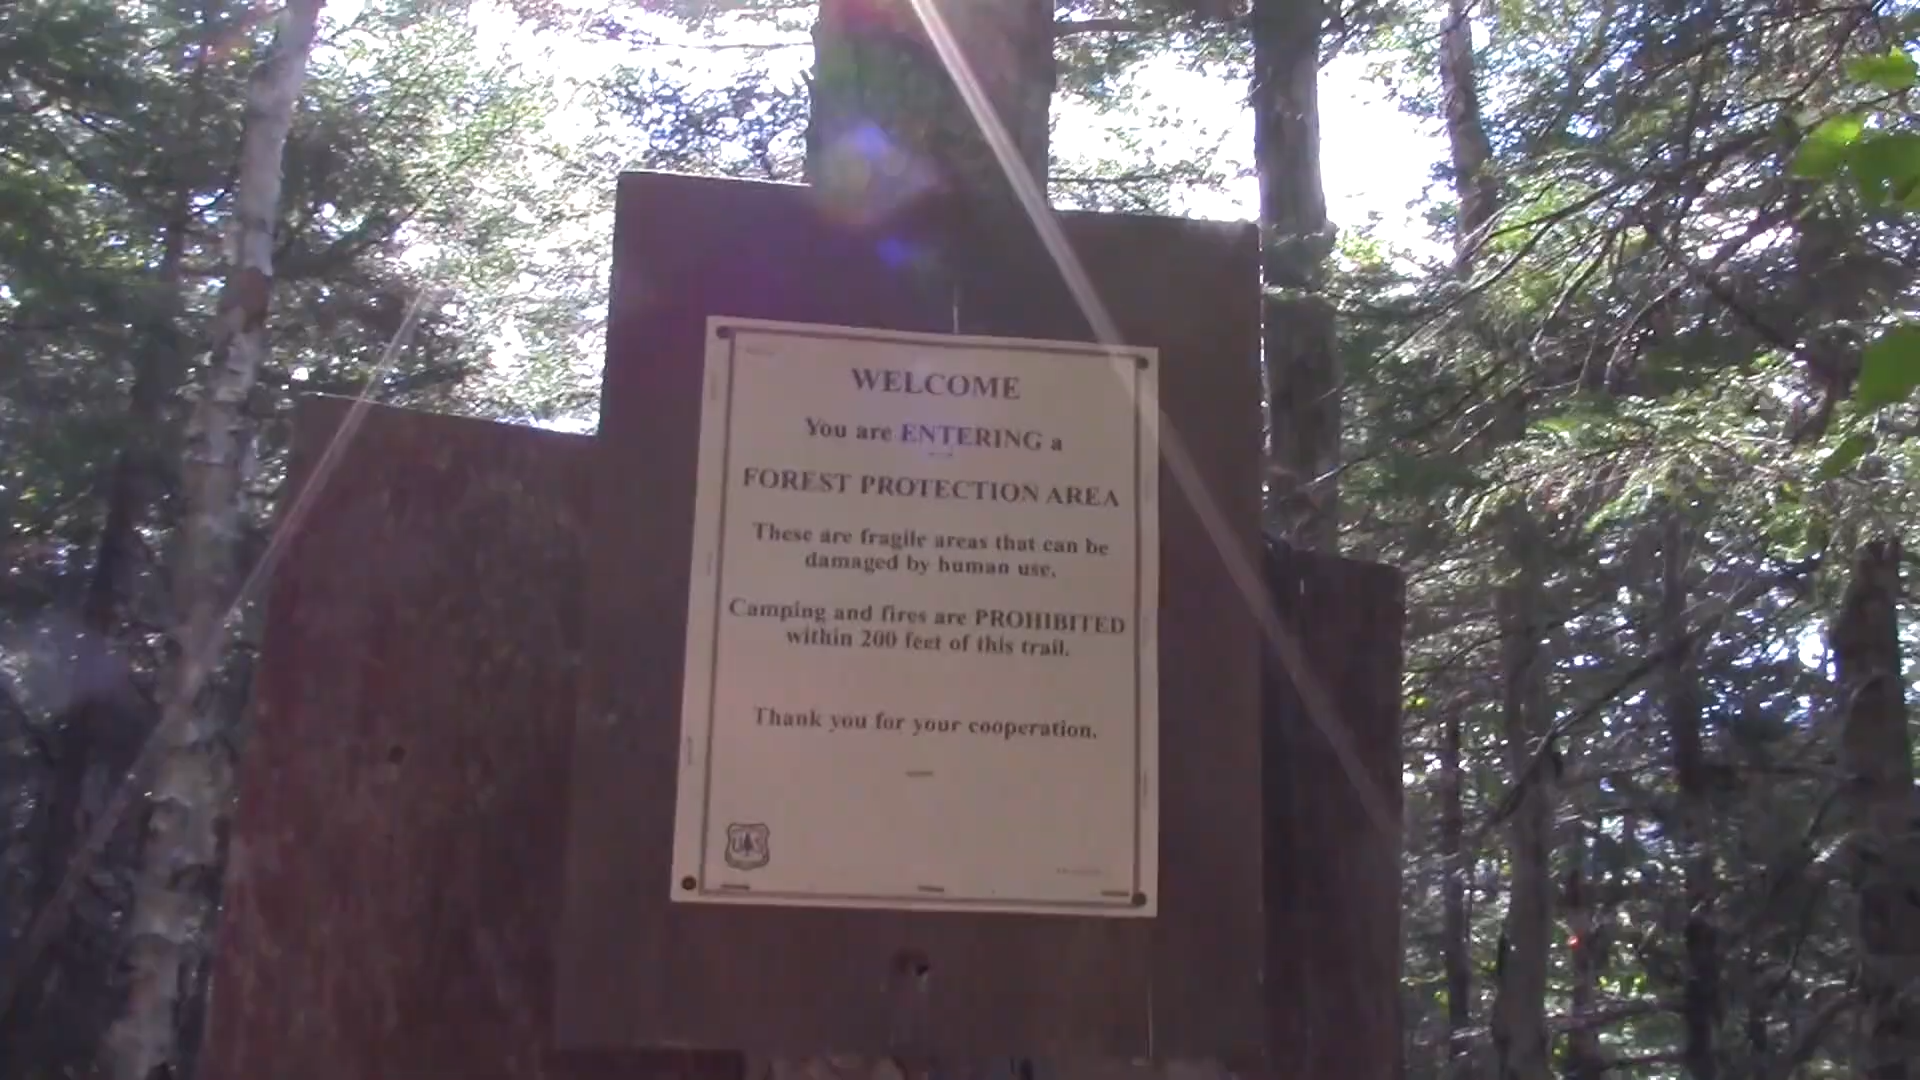 WELCOME
You are ENTERING a
FOREST PROTECTION AREA
These are fragile areas that can be
damaged by human use.
Camping and fires are PROHIBITED
within 200 feet of this trail.
Thank you for your cooperation.
U S